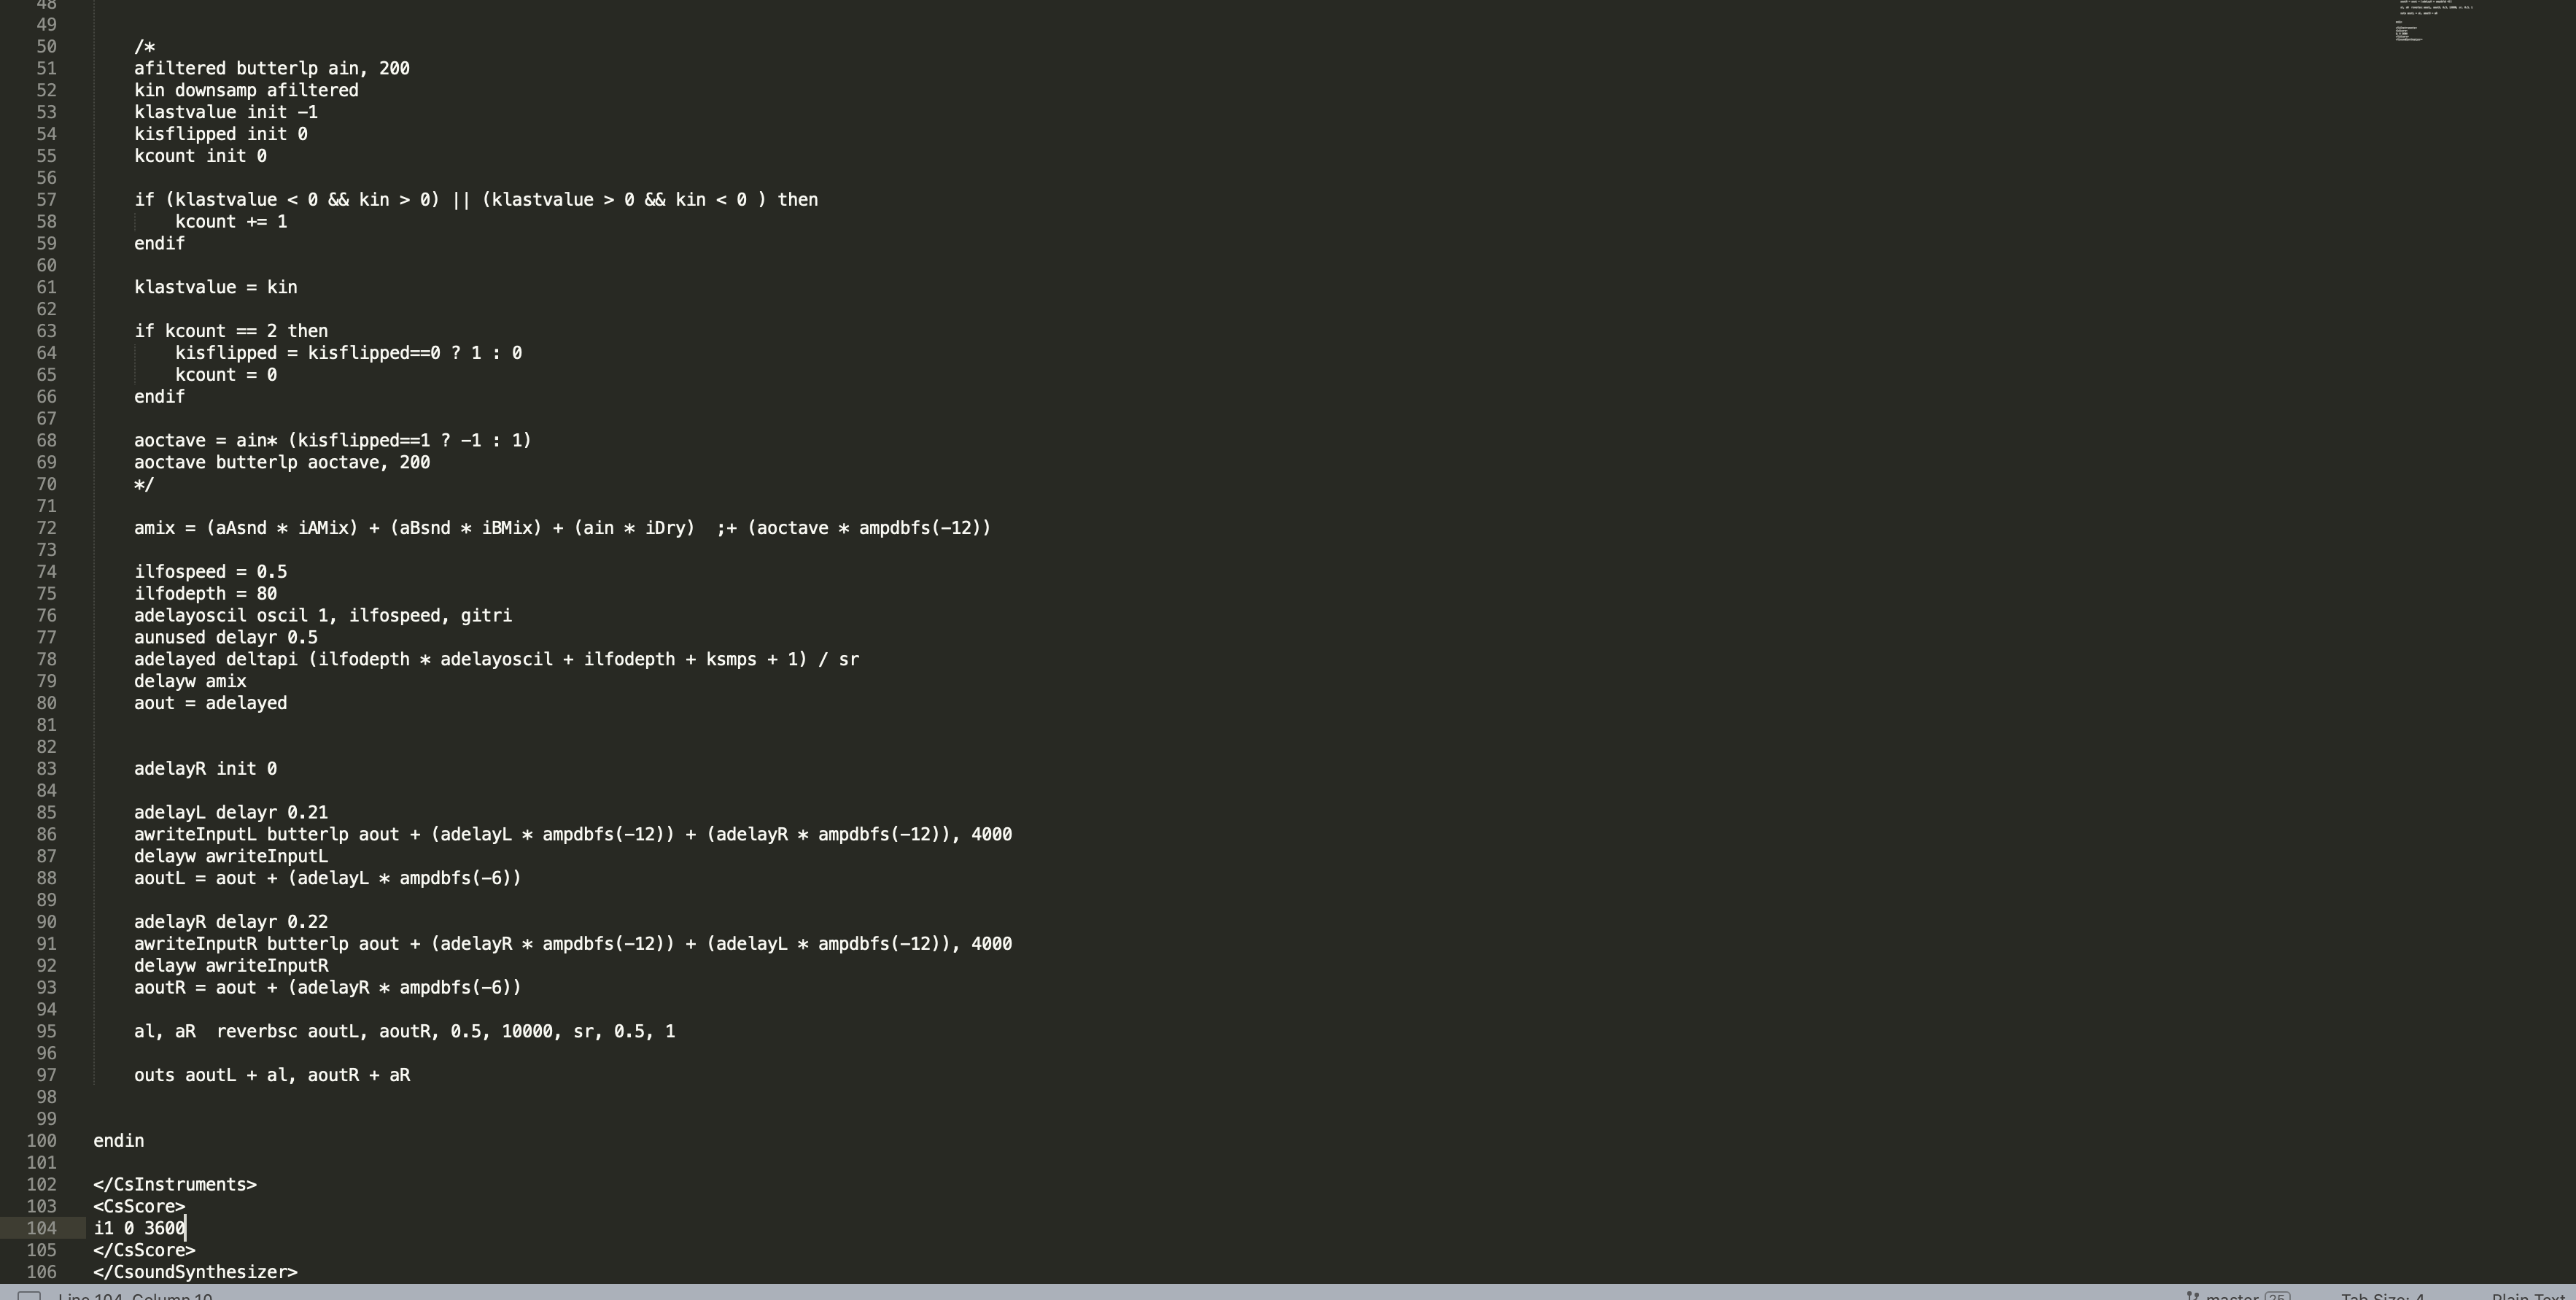 48
49
50 /*
51 afiltered butterlp ain, 200
52 kin downsamp afiltered
53 klastvalue init -1
54 kisflipped init 0
55 kcount init 0
56
57 if (klastvalue < 0 && kin > 0) || (klastvalue > 0 && kin < 0 ) then
58 kcount += 1
59 endif
60
61 klastvalue = kin
62
63 if kcount == 2 then
64 kisflipped = kisflipped==0 ? 1 : 0
65 kcount = 0
66 endif
67
68 aoctave = ain* (kisflipped==1 ? -1 : 1)
69 aoctave butterlp aoctave, 200
70 */
71
72 amix = (aAsnd * iAMix) + (aBsnd * iBMix) + (ain * iDry)  ;+ (aoctave * ampdbfs(-12))
73
74 ilfospeed = 0.5
75 ilfodepth = 80
76 adelayoscil oscil 1, ilfospeed, gitri
77 aunused delayr 0.5
78 adelayed deltapi (ilfodepth * adelayoscil + ilfodepth + ksmps + 1) / sr
79 delayw amix
80 aout = adelayed
81
82
83 adelayR init 0
84
85 adelayL delayr 0.21
86 awriteInputL butterlp aout + (adelayL * ampdbfs(-12)) + (adelayR * ampdbfs(-12)), 4000
87 delayw awriteInputL
88 aoutL = aout + (adelayL * ampdbfs(-6))
89
90 adelayR delayr 0.22
91 awriteInputR butterlp aout + (adelayR * ampdbfs(-12)) + (adelayL * ampdbfs(-12)), 4000
92 delayw awriteInputR
93 aoutR = aout + (adelayR * ampdbfs(-6))
94
95 al, aR  reverbsc aoutL, aoutR, 0.5, 10000, sr, 0.5, 1
96
97 outs aoutL + al, aoutR + aR
98
99
100 endin
101
102 </CsInstruments>
103 <CsScore>
104 i1 0 3600
105 </CsScore>
106 </CsoundSynthesizer>
Line 104, Column 10 master 25 Tab Size: 4 Plain Text